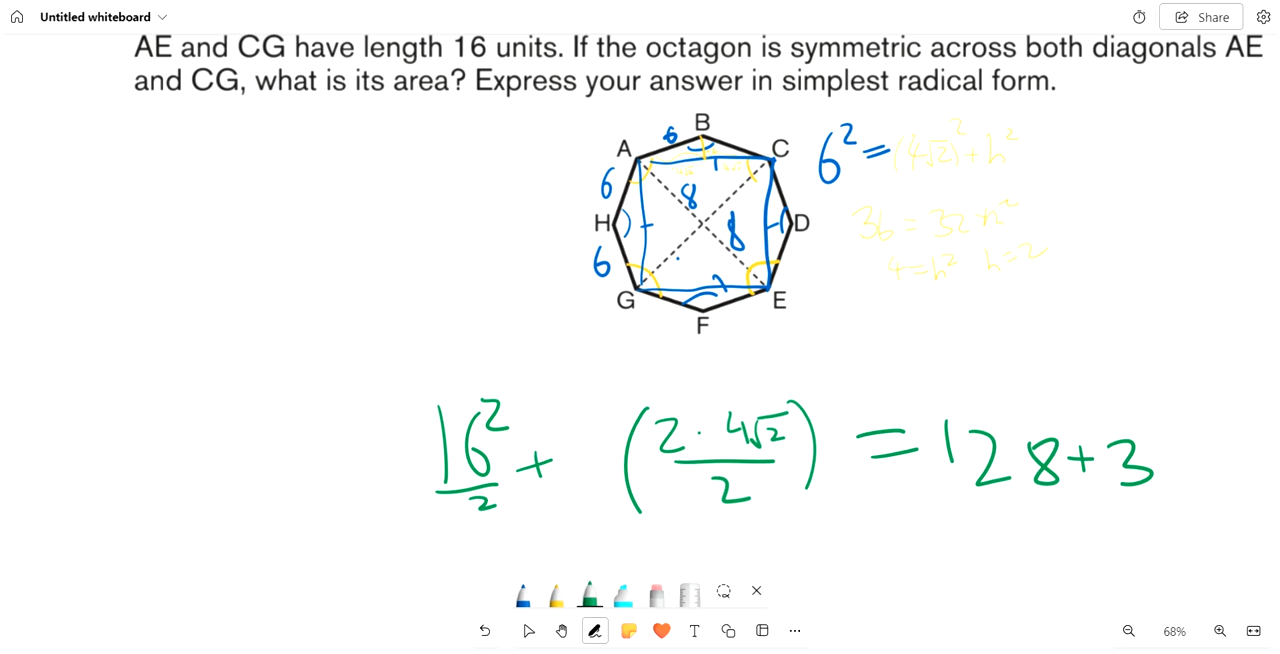 Untitled whiteboard
Share
AE and CG have length 16 units. If the octagon is symmetric across both diagonals AE
and CG, what is its area? Express your answer in simplest radical form.
B
6
A
C
6² = (4√2)² + h²
6
8
36 = 32 + h²
H
8
D
4 = h² h = 2
6
G
E
F
16²/2 + (2 · 4√2 / 2) = 128 + 3
T
68%